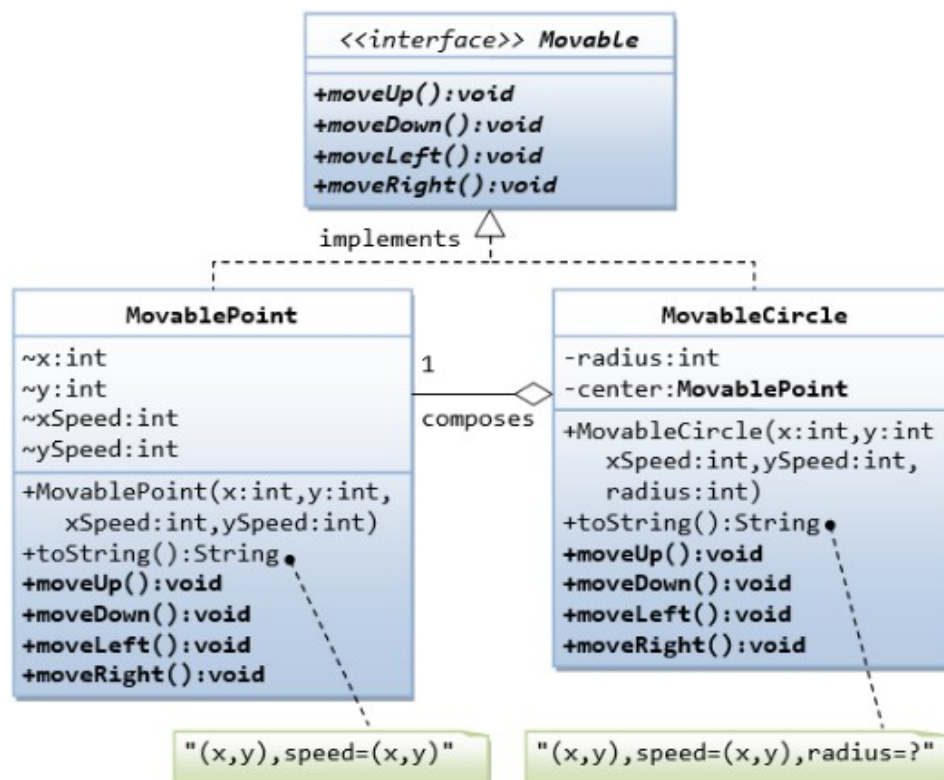 <<interface>> Movable
+moveUp():void
+moveDown():void
+moveLeft():void
+moveRight():void
implements
MovablePoint
~x:int
~y:int
~xSpeed:int
~ySpeed:int
+MovablePoint(x:int,y:int,
xSpeed:int,ySpeed:int)
+toString():String
+moveUp():void
+moveDown():void
+moveLeft():void
+moveRight():void
"(x,y),speed=(x,y)"
1
composes
MovableCircle
-radius:int
-center:MovablePoint
+MovableCircle(x:int,y:int
xSpeed:int,ySpeed:int,
radius:int)
+toString():String
+moveUp():void
+moveDown():void
+moveLeft():void
+moveRight():void
"(x,y),speed=(x,y),radius=?"